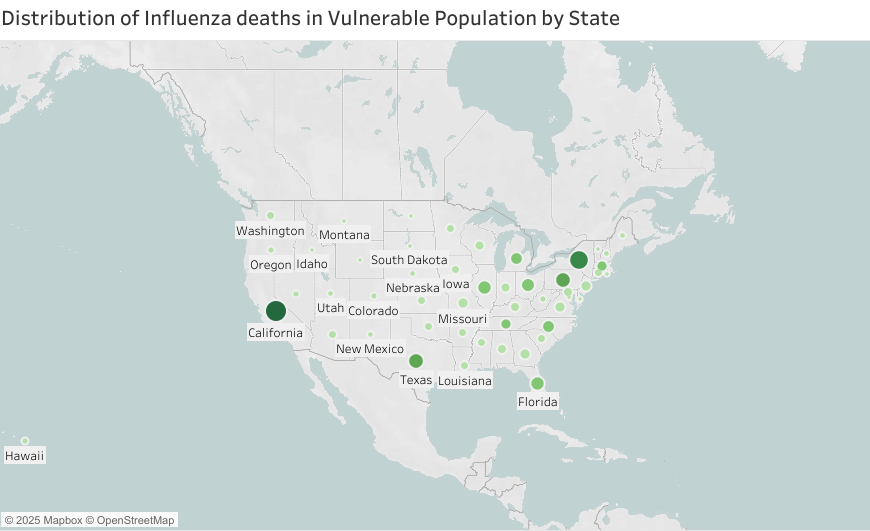 Distribution of Influenza deaths in Vulnerable Population by State
Washington
Montana
Oregon
Idaho
South Dakota
Nebraska
Iowa
Utah
Colorado
Missouri
California
New Mexico
Texas
Louisiana
Florida
Hawaii
© 2025 Mapbox © OpenStreetMap